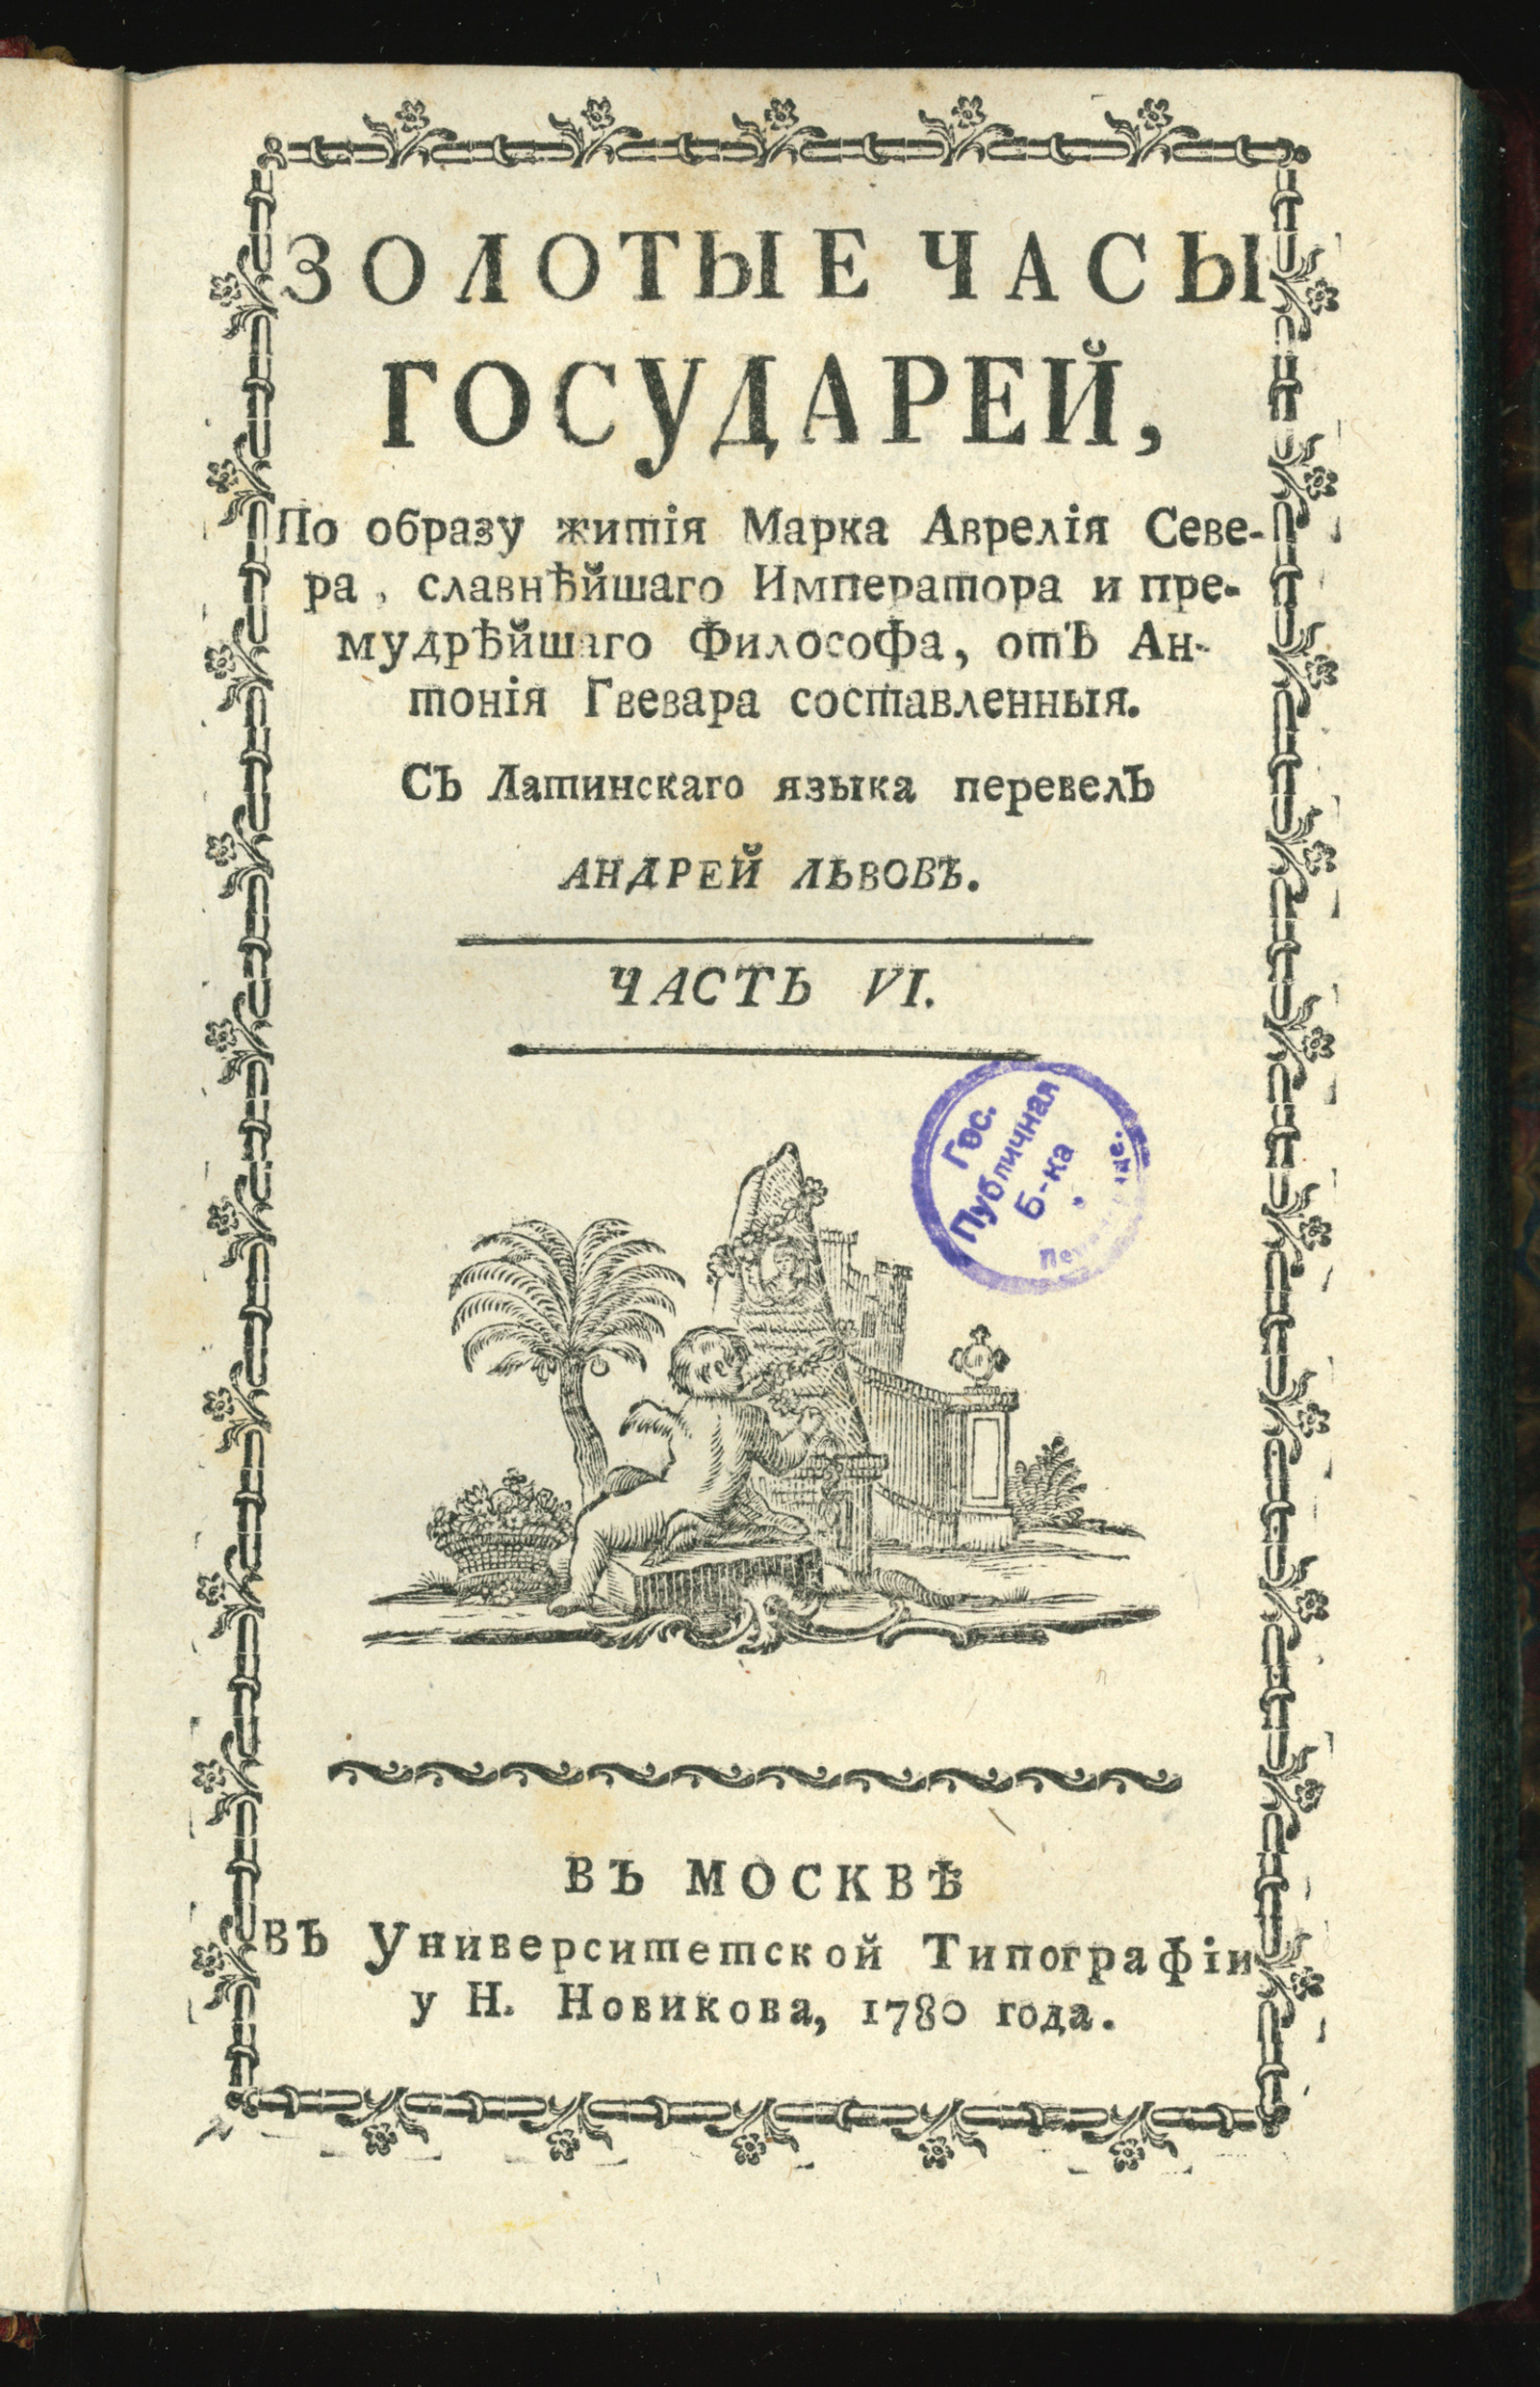 ЗОЛОТЫЕ ЧАСЫ
ГОСУДАРЕЙ,
По образу житія Марка Аврелія Севе-
ра, славнѣйшаго Императора и пре-
мудрѣйшаго Философа, отъ Ан-
тонія Гвевара составленныя.
Съ Латинскаго языка перевелъ
АНДРЕЙ ЛЬВОВЪ.
ЧАСТЬ VI.
Гос.
Публичная
Б-ка
ВЪ МОСКВѢ
Въ Университетской Типографіи
у Н. Новикова, 1780 года.